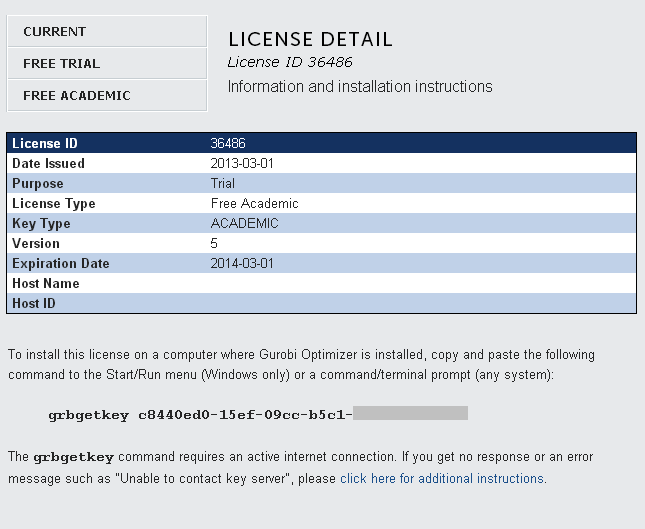 CURRENT
FREE TRIAL
FREE ACADEMIC
LICENSE DETAIL
License ID 36486
Information and installation instructions
License ID 36486
Date Issued 2013-03-01
Purpose Trial
License Type Free Academic
Key Type ACADEMIC
Version 5
Expiration Date 2014-03-01
Host Name
Host ID
To install this license on a computer where Gurobi Optimizer is installed, copy and paste the following
command to the Start/Run menu (Windows only) or a command/terminal prompt (any system):
grbgetkey c8440ed0-15ef-09cc-b5c1-
The grbgetkey command requires an active internet connection. If you get no response or an error
message such as "Unable to contact key server", please click here for additional instructions.